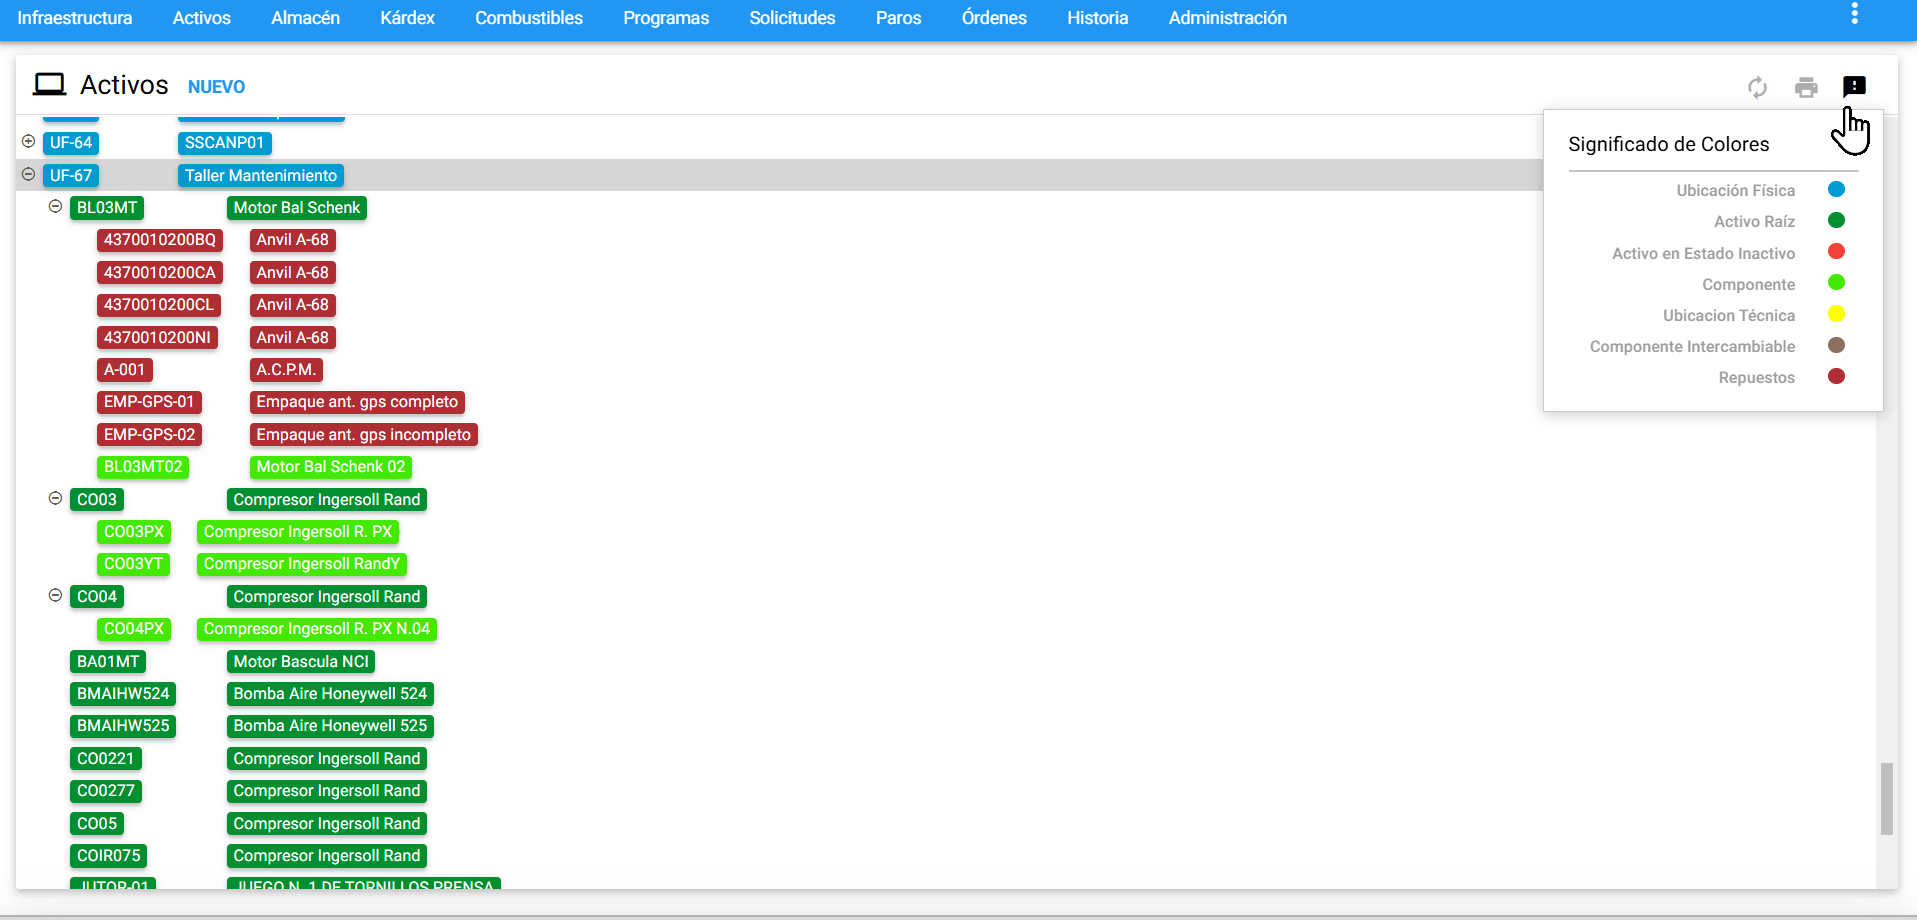 Infraestructura Activos Almacén Kárdex Combustibles Programas Solicitudes Paros Órdenes Historia Administración
Activos NUEVO
UF-64 SSCANP01
UF-67 Taller Mantenimiento
BL03MT Motor Bal Schenk
4370010200BQ Anvil A-68
4370010200CA Anvil A-68
4370010200CL Anvil A-68
4370010200NI Anvil A-68
A-001 A.C.P.M.
EMP-GPS-01 Empaque ant. gps completo
EMP-GPS-02 Empaque ant. gps incompleto
BL03MT02 Motor Bal Schenk 02
CO03 Compresor Ingersoll Rand
CO03PX Compresor Ingersoll R. PX
CO03YT Compresor Ingersoll RandY
CO04 Compresor Ingersoll Rand
CO04PX Compresor Ingersoll R. PX N.04
BA01MT Motor Bascula NCI
BMAIHW524 Bomba Aire Honeywell 524
BMAIHW525 Bomba Aire Honeywell 525
CO0221 Compresor Ingersoll Rand
CO0277 Compresor Ingersoll Rand
CO05 Compresor Ingersoll Rand
COIR075 Compresor Ingersoll Rand
JUTOR-01 JUEGO N. 1 DE TORNILLOS PRENSA
Significado de Colores
Ubicación Física
Activo Raíz
Activo en Estado Inactivo
Componente
Ubicacion Técnica
Componente Intercambiable
Repuestos